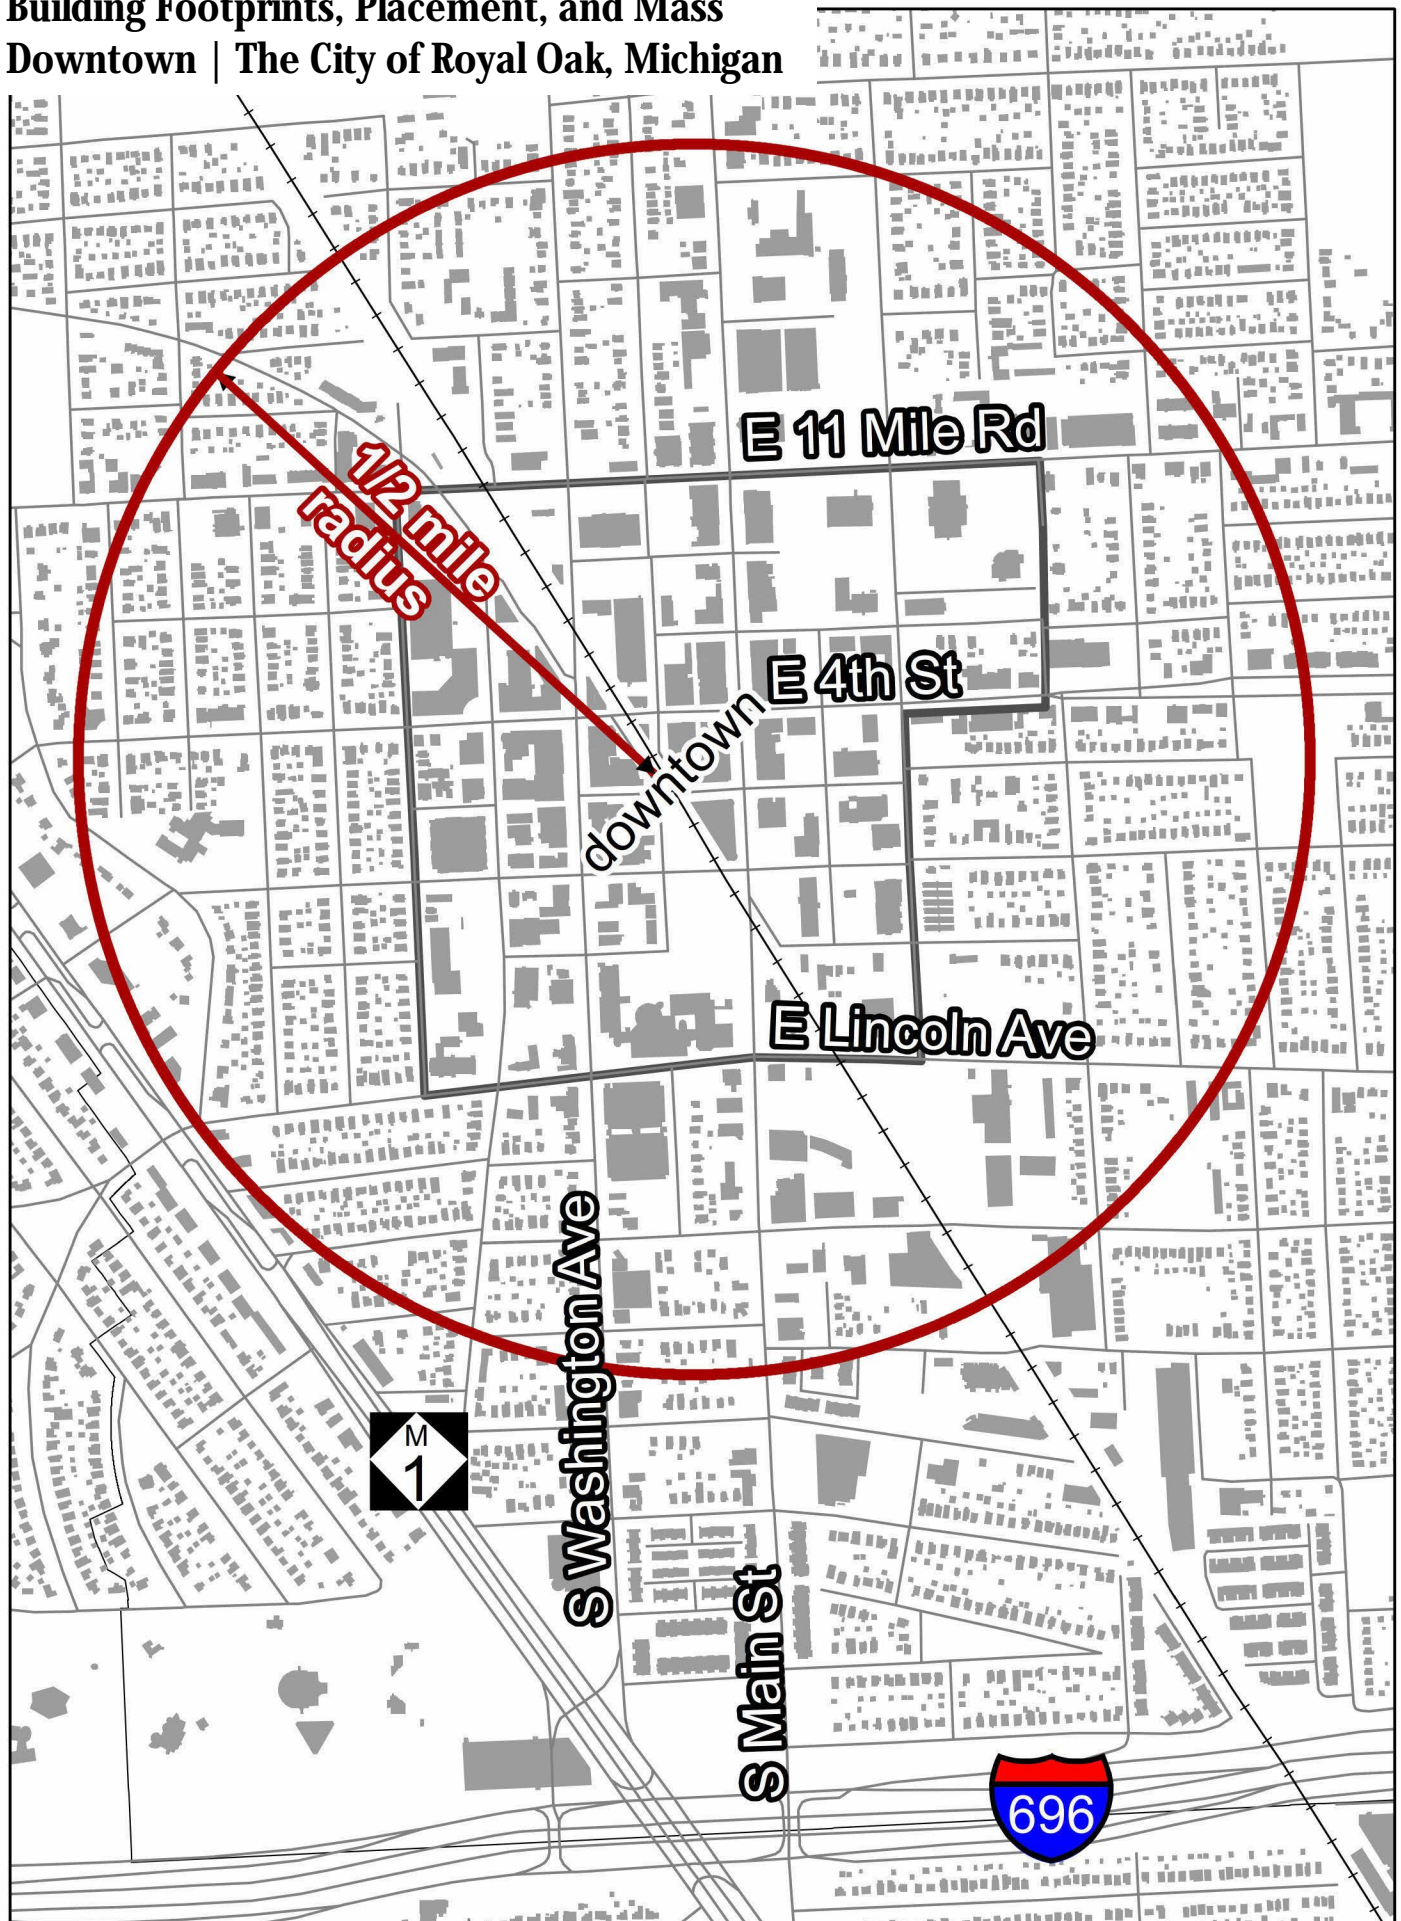 Building Footprints, Placement, and Mass
Downtown | The City of Royal Oak, Michigan
E 11 Mile Rd
1/2 mile
radius
E 4th St
downtown
E Lincoln Ave
S Washington Ave
M
1
S Main St
696